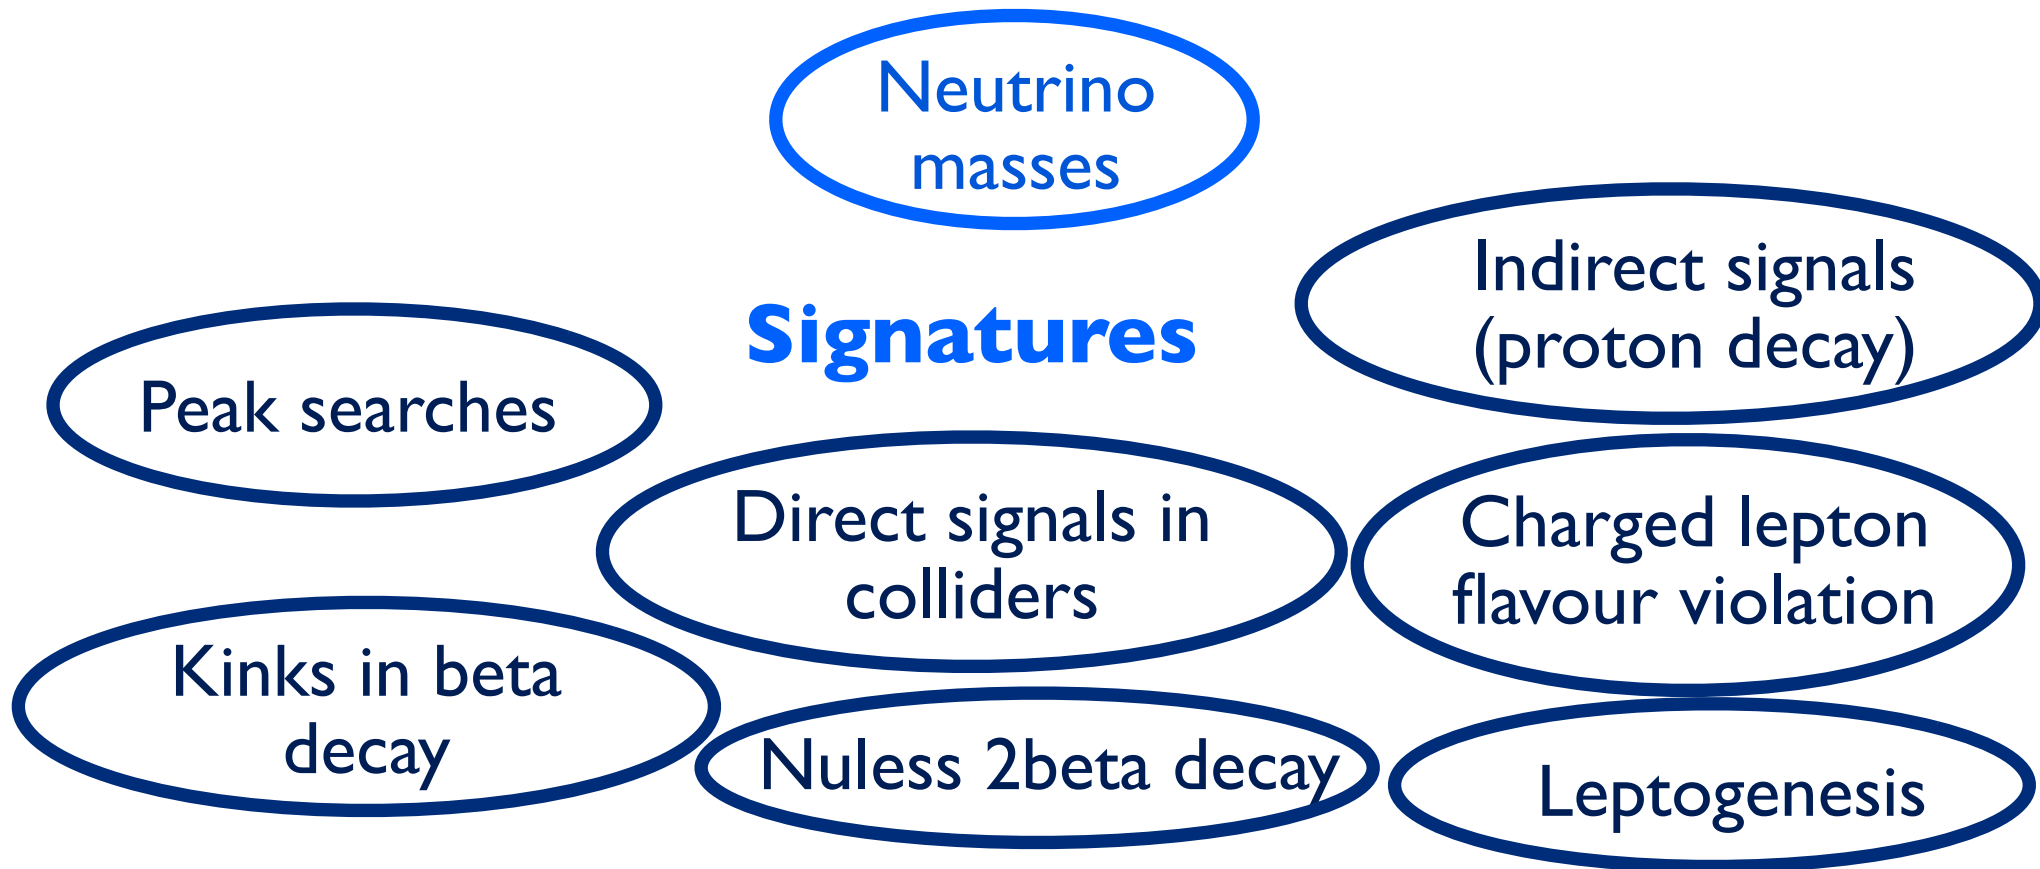 Neutrino
masses
Signatures
Indirect signals
(proton decay)
Peak searches
Direct signals in
colliders
Charged lepton
flavour violation
Kinks in beta
decay
Nuless 2beta decay
Leptogenesis